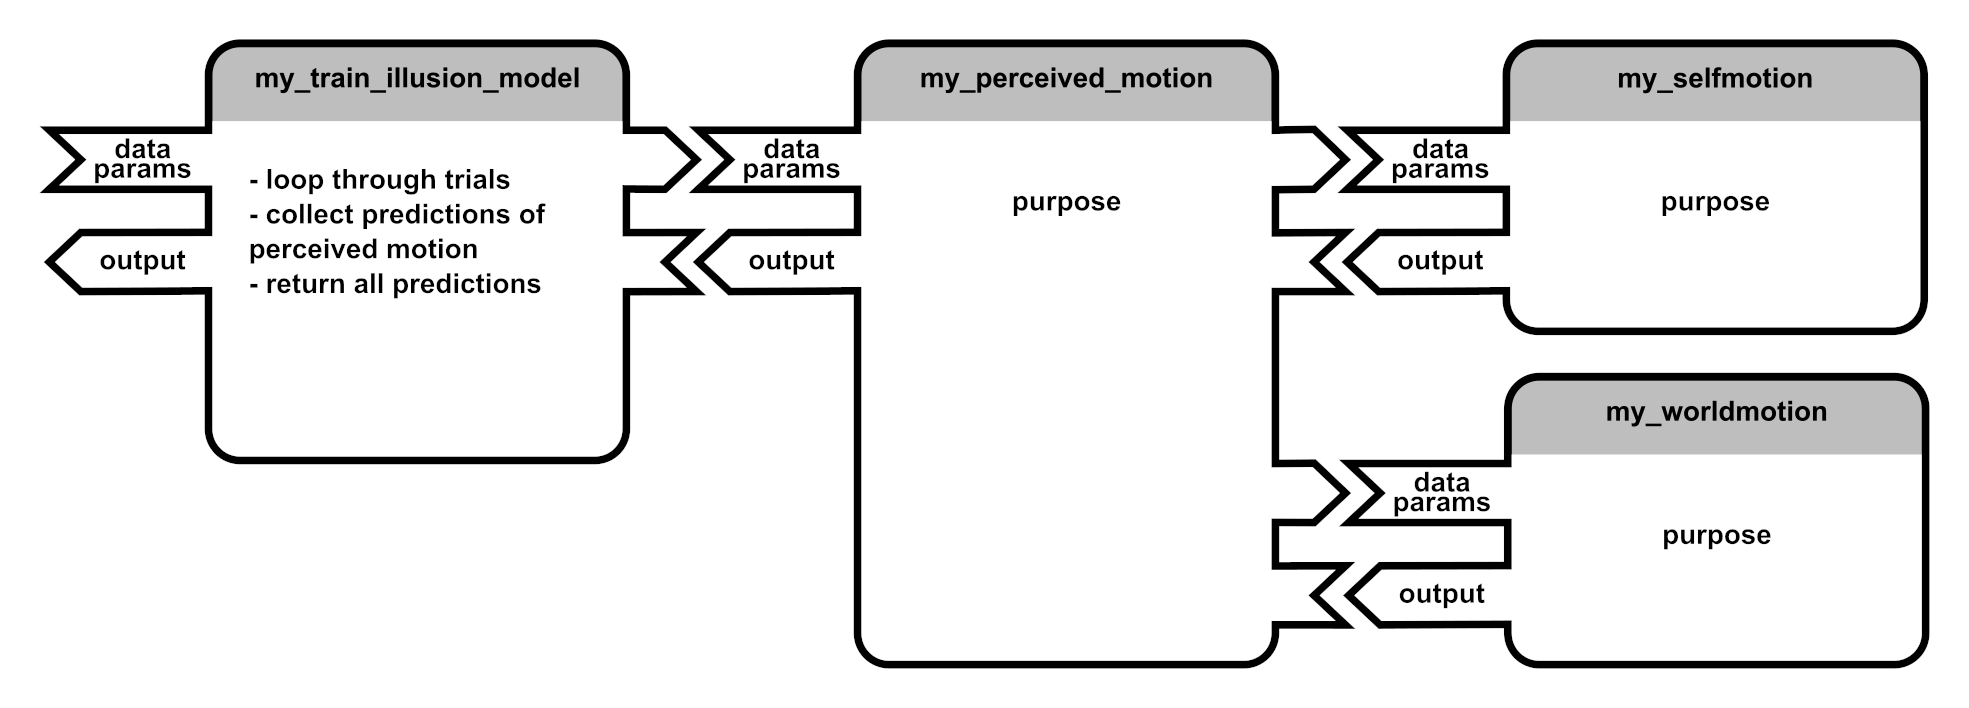 my_train_illusion_model
data
params
- loop through trials
- collect predictions of
perceived motion
- return all predictions
output
my_perceived_motion
data
params
purpose
output
my_selfmotion
data
params
purpose
output
my_worldmotion
data
params
purpose
output